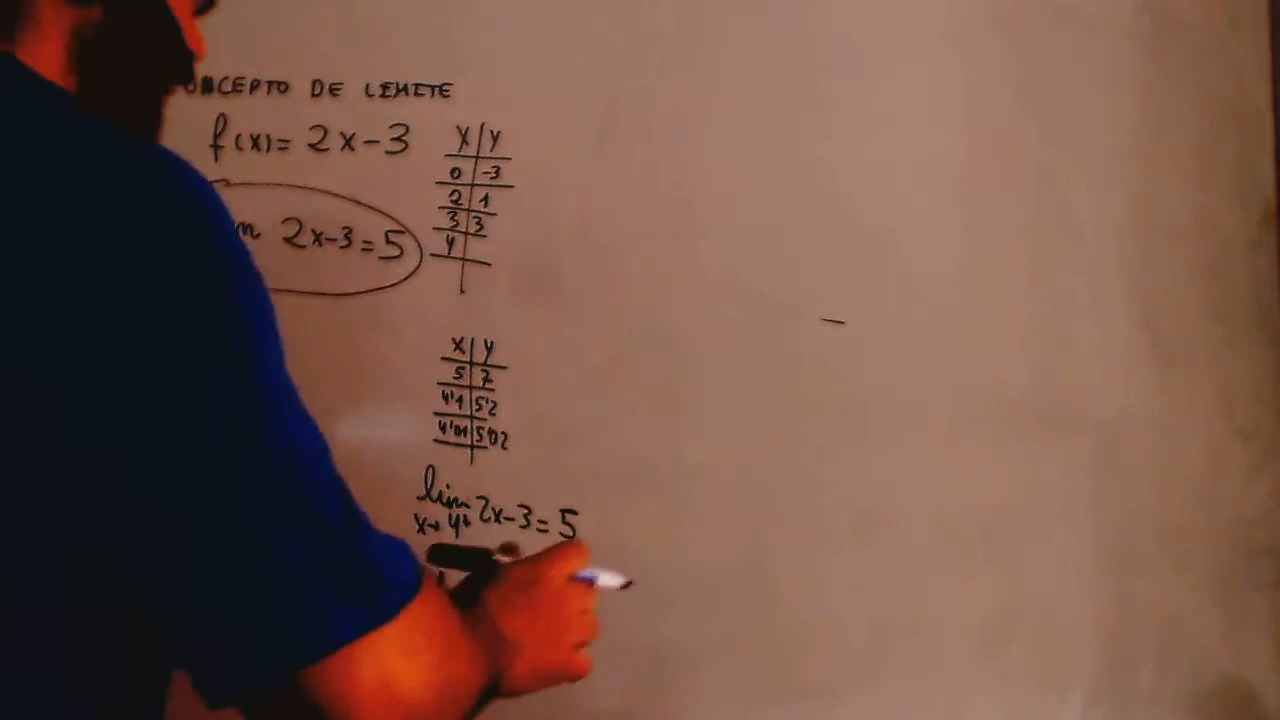 ONCEPTO DE LIMITE
f(x) = 2x-3
x | y
0 | -3
2 | 1
3 | 3
4
m 2x-3 = 5
x | y
5 | 7
4'1 | 5'2
4'01 | 5'02
lim 2x-3 = 5
x→4⁺